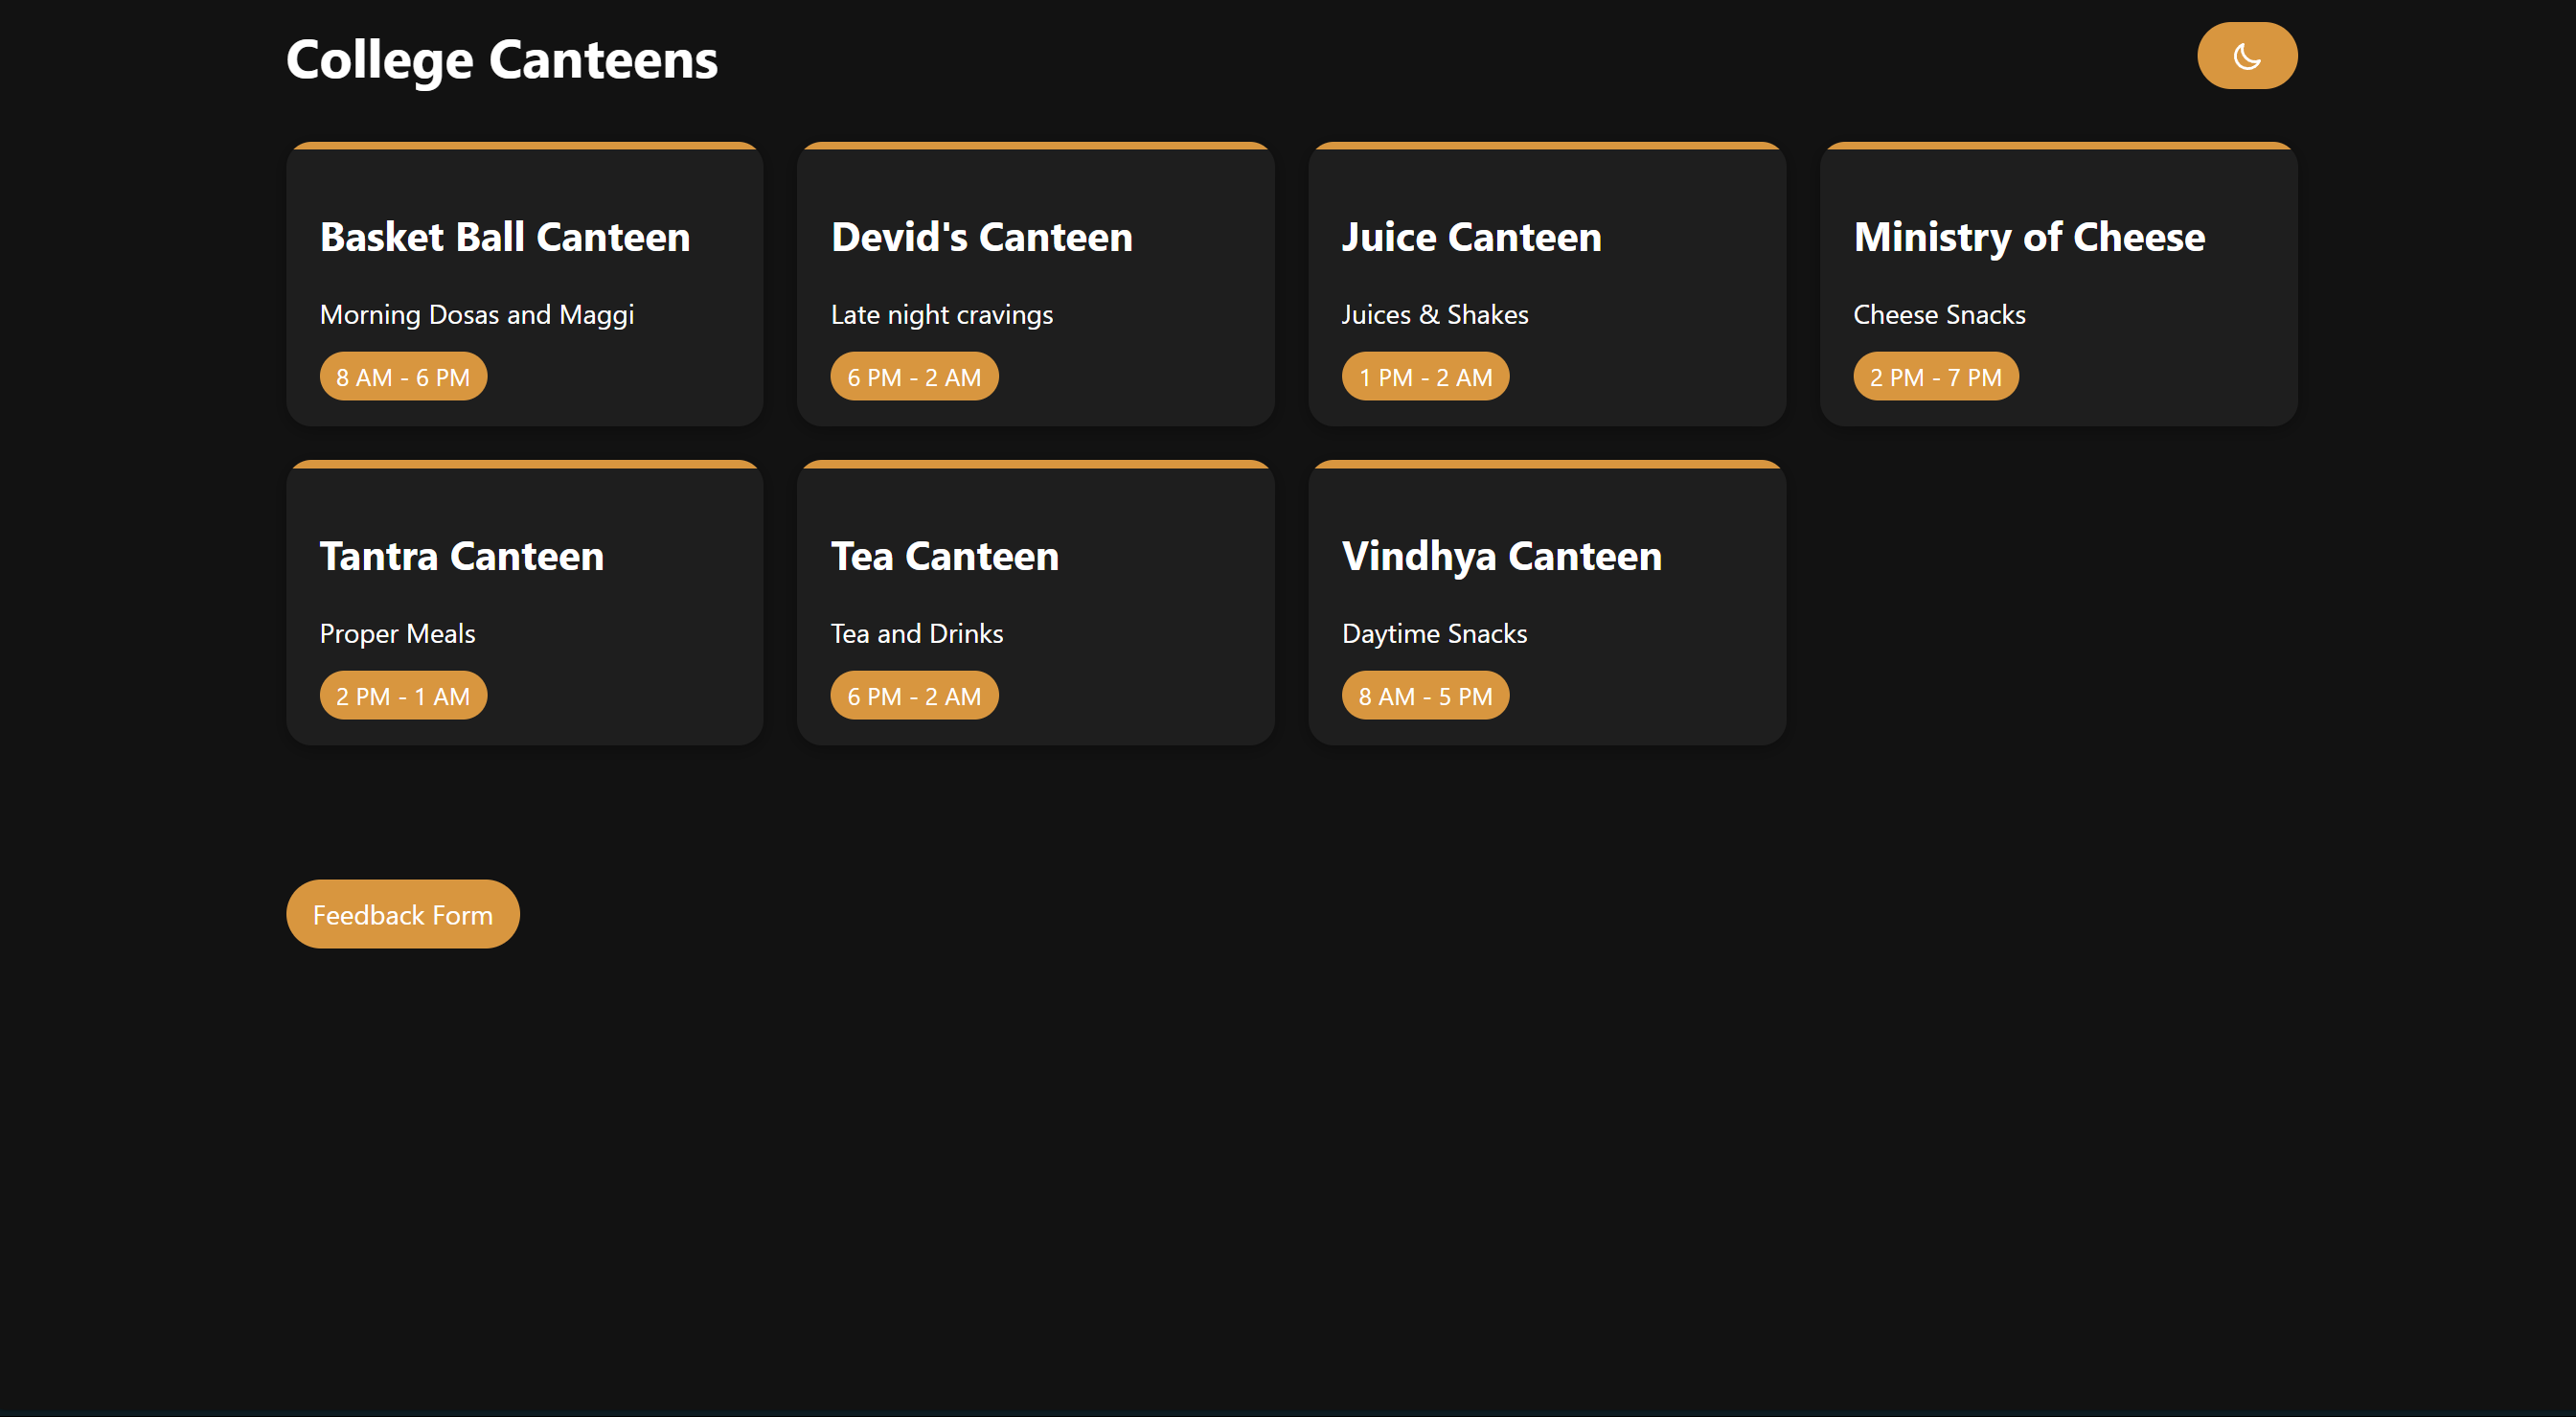 College Canteens
Basket Ball Canteen
Morning Dosas and Maggi
8 AM - 6 PM
Devid's Canteen
Late night cravings
6 PM - 2 AM
Juice Canteen
Juices & Shakes
1 PM - 2 AM
Ministry of Cheese
Cheese Snacks
2 PM - 7 PM
Tantra Canteen
Proper Meals
2 PM - 1 AM
Tea Canteen
Tea and Drinks
6 PM - 2 AM
Vindhya Canteen
Daytime Snacks
8 AM - 5 PM
Feedback Form